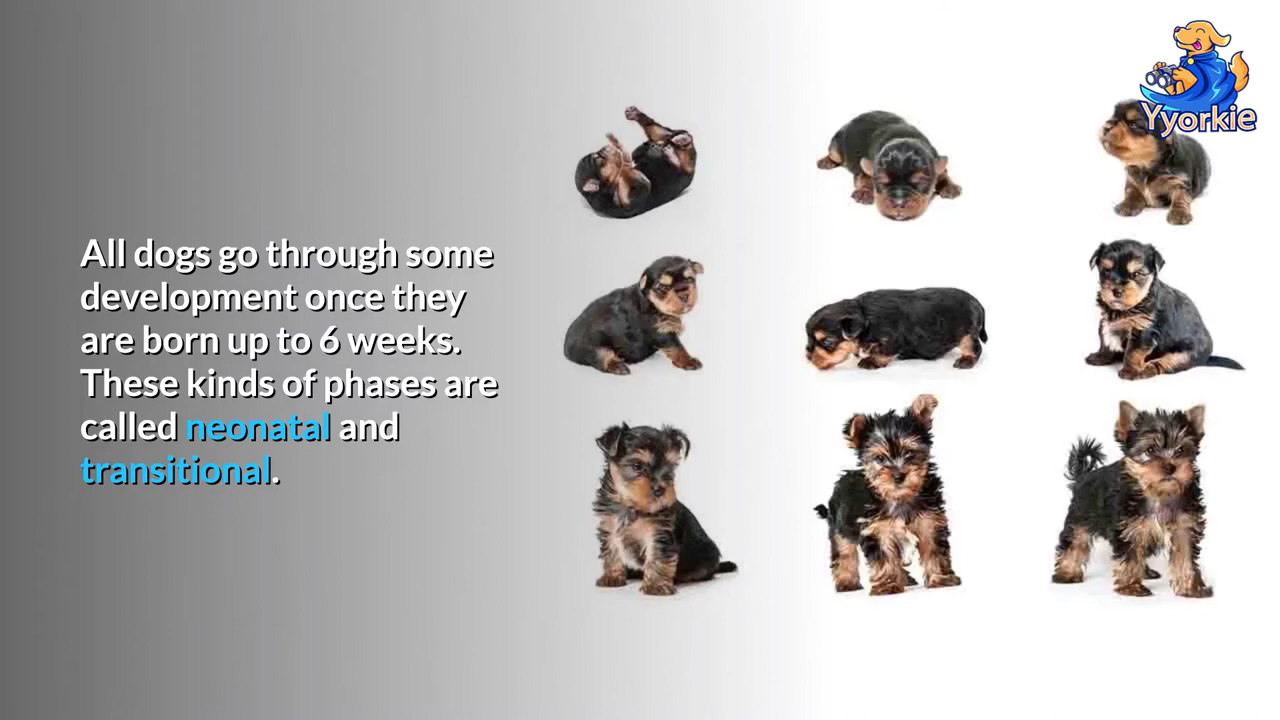 Yyorkie
All dogs go through some
development once they
are born up to 6 weeks.
These kinds of phases are
called neonatal and
transitional.